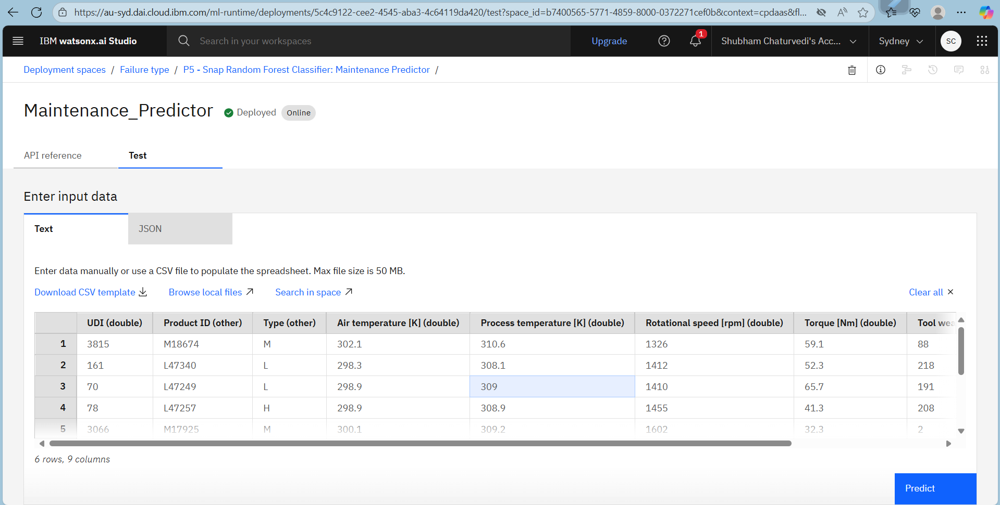 https://au-syd.dai.cloud.ibm.com/ml-runtime/deployments/5c4c9122-cee2-4545-aba3-4c64119da420/test?space_id=b7400565-5771-4859-8000-0372271cef0b&context=cpdaas&fl...
IBM watsonx.ai Studio
Search in your workspaces
Upgrade
1
Shubham Chaturvedi's Acc...
Sydney
SC
Deployment spaces / Failure type / P5 - Snap Random Forest Classifier: Maintenance Predictor /
Maintenance_Predictor
Deployed
Online
API reference
Test
Enter input data
Text
JSON
Enter data manually or use a CSV file to populate the spreadsheet. Max file size is 50 MB.
Download CSV template
Browse local files
Search in space
Clear all
UDI (double) Product ID (other) Type (other) Air temperature [K] (double) Process temperature [K] (double) Rotational speed [rpm] (double) Torque [Nm] (double) Tool wea
1 3815 M18674 M 302.1 310.6 1326 59.1 88
2 161 L47340 L 298.3 308.1 1412 52.3 218
3 70 L47249 L 298.9 309 1410 65.7 191
4 78 L47257 H 298.9 308.9 1455 41.3 208
5 3066 M17925 M 300.1 309.2 1602 32.3 2
6 rows, 9 columns
Predict